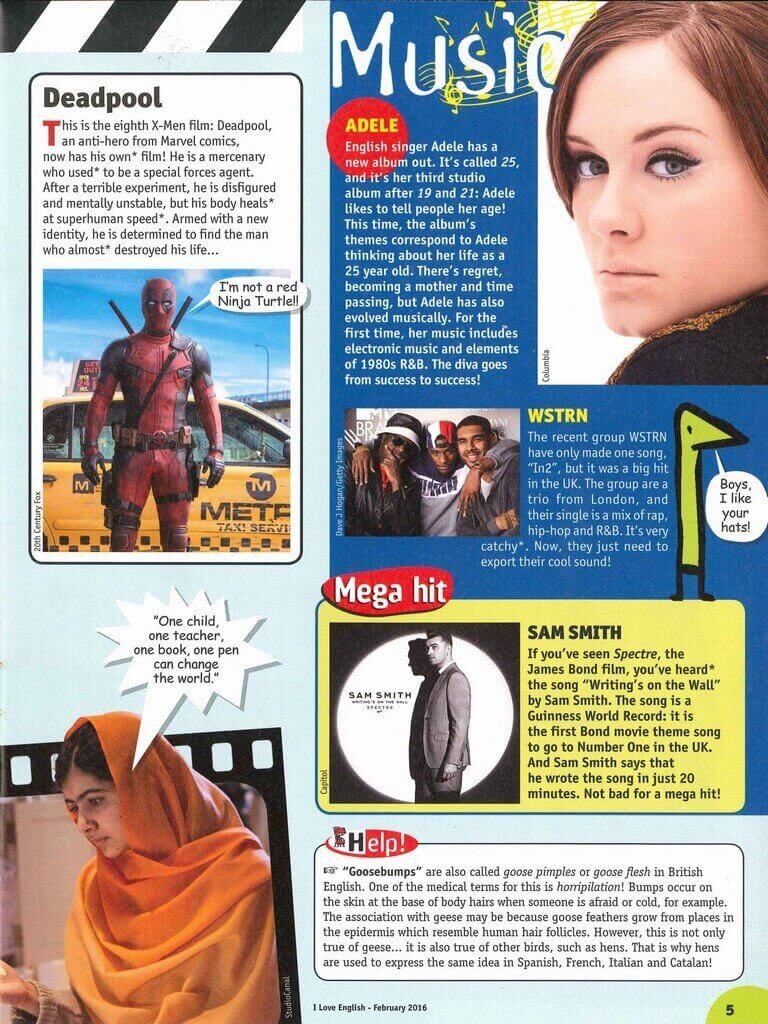 Deadpool
This is the eighth X-Men film: Deadpool,
an anti-hero from Marvel comics,
now has his own* film! He is a mercenary
who used* to be a special forces agent.
After a terrible experiment, he is disfigured
and mentally unstable, but his body heals*
at superhuman speed*. Armed with a new
identity, he is determined to find the man
who almost* destroyed his life...
I'm not a red
Ninja Turtle!!
GET
OUT
OPEN
24
M
M
METR
TAXI SERVI
20th Century Fox
"One child,
one teacher,
one book, one pen
can change
the world."
StudioCanal
Music
ADELE
English singer Adele has a
new album out. It's called 25,
and it's her third studio
album after 19 and 21: Adele
likes to tell people her age!
This time, the album's
themes correspond to Adele
thinking about her life as a
25 year old. There's regret,
becoming a mother and time
passing, but Adele has also
evolved musically. For the
first time, her music includes
electronic music and elements
of 1980s R&B. The diva goes
from success to success!
Columbia
Dave J Hogan/Getty Images
WSTRN
The recent group WSTRN
have only made one song,
"In2", but it was a big hit
in the UK. The group are a
trio from London, and
their single is a mix of rap,
hip-hop and R&B. It's very
catchy*. Now, they just need to
export their cool sound!
Boys,
I like
your
hats!
Mega hit
SAM SMITH
WRITING'S ON THE WALL
SPECTRE
Capitol
SAM SMITH
If you've seen Spectre, the
James Bond film, you've heard*
the song "Writing's on the Wall"
by Sam Smith. The song is a
Guinness World Record: it is
the first Bond movie theme song
to go to Number One in the UK.
And Sam Smith says that
he wrote the song in just 20
minutes. Not bad for a mega hit!
Help!
☞ "Goosebumps" are also called goose pimples or goose flesh in British
English. One of the medical terms for this is horripilation! Bumps occur on
the skin at the base of body hairs when someone is afraid or cold, for example.
The association with geese may be because goose feathers grow from places in
the epidermis which resemble human hair follicles. However, this is not only
true of geese... it is also true of other birds, such as hens. That is why hens
are used to express the same idea in Spanish, French, Italian and Catalan!
I Love English - February 2016
5